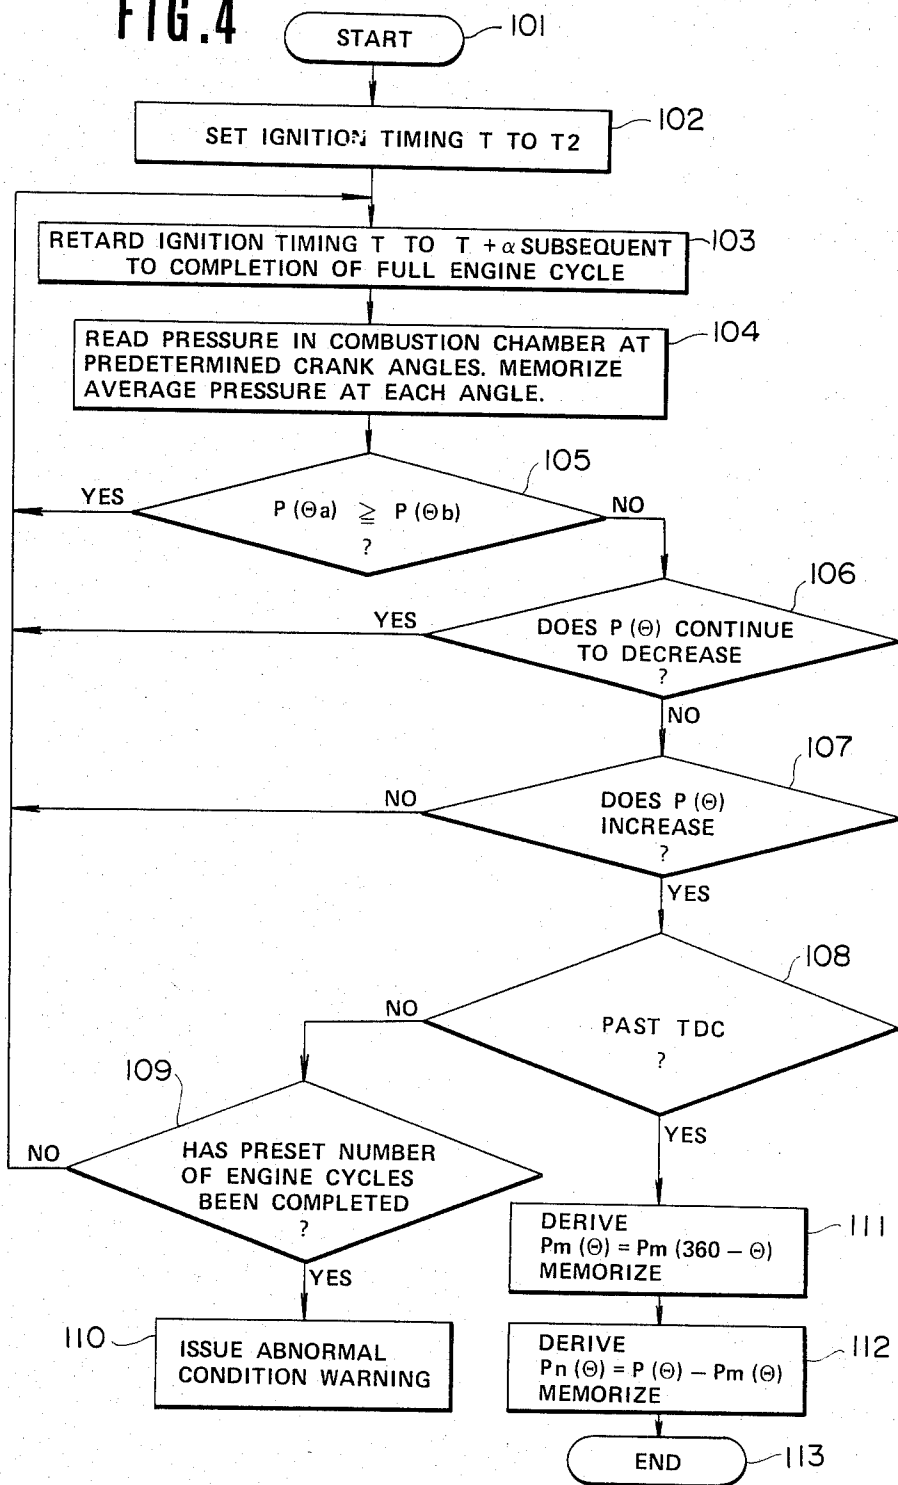 FIG.4
START
101
SET IGNITION TIMING T TO T2
102
RETARD IGNITION TIMING T TO T + α SUBSEQUENT
TO COMPLETION OF FULL ENGINE CYCLE
103
READ PRESSURE IN COMBUSTION CHAMBER AT
PREDETERMINED CRANK ANGLES. MEMORIZE
AVERAGE PRESSURE AT EACH ANGLE.
104
105
YES
P (Θa) ≧ P (Θb)
?
NO
106
YES
DOES P (Θ) CONTINUE
TO DECREASE
?
NO
107
NO
DOES P (Θ)
INCREASE
?
YES
108
NO
PAST TDC
?
YES
109
NO
HAS PRESET NUMBER
OF ENGINE CYCLES
BEEN COMPLETED
?
YES
110
ISSUE ABNORMAL
CONDITION WARNING
DERIVE
Pm (Θ) = Pm (360 – Θ)
MEMORIZE
111
DERIVE
Pn (Θ) = P (Θ) – Pm (Θ)
MEMORIZE
112
END
113